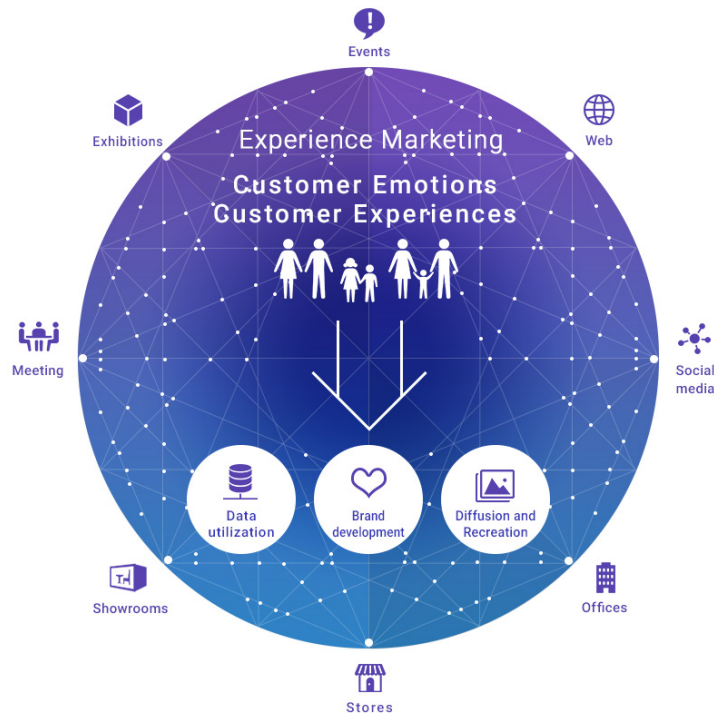 Events
Exhibitions
Web
Experience Marketing
Customer Emotions
Customer Experiences
Meeting
Social
media
Data
utilization
Brand
development
Diffusion and
Recreation
Showrooms
Offices
Stores